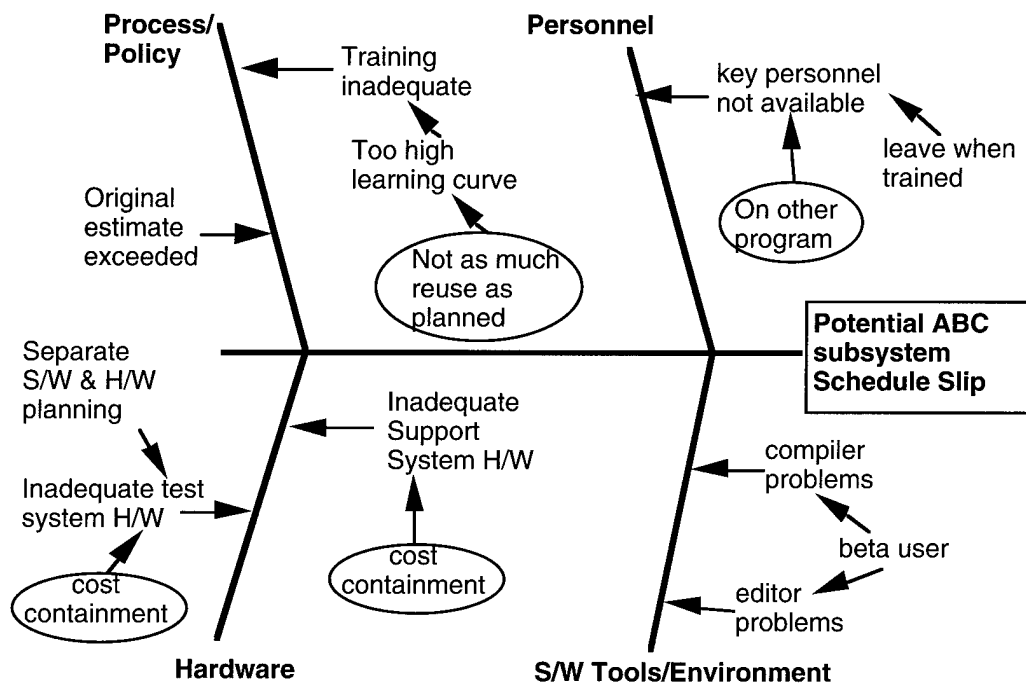 Process/
Policy
Training
inadequate
Too high
learning curve
Not as much
reuse as
planned
Original
estimate
exceeded
Personnel
key personnel
not available
leave when
trained
On other
program
Potential ABC
subsystem
Schedule Slip
Separate
S/W & H/W
planning
Inadequate test
system H/W
cost
containment
Inadequate
Support
System H/W
cost
containment
Hardware
compiler
problems
beta user
editor
problems
S/W Tools/Environment